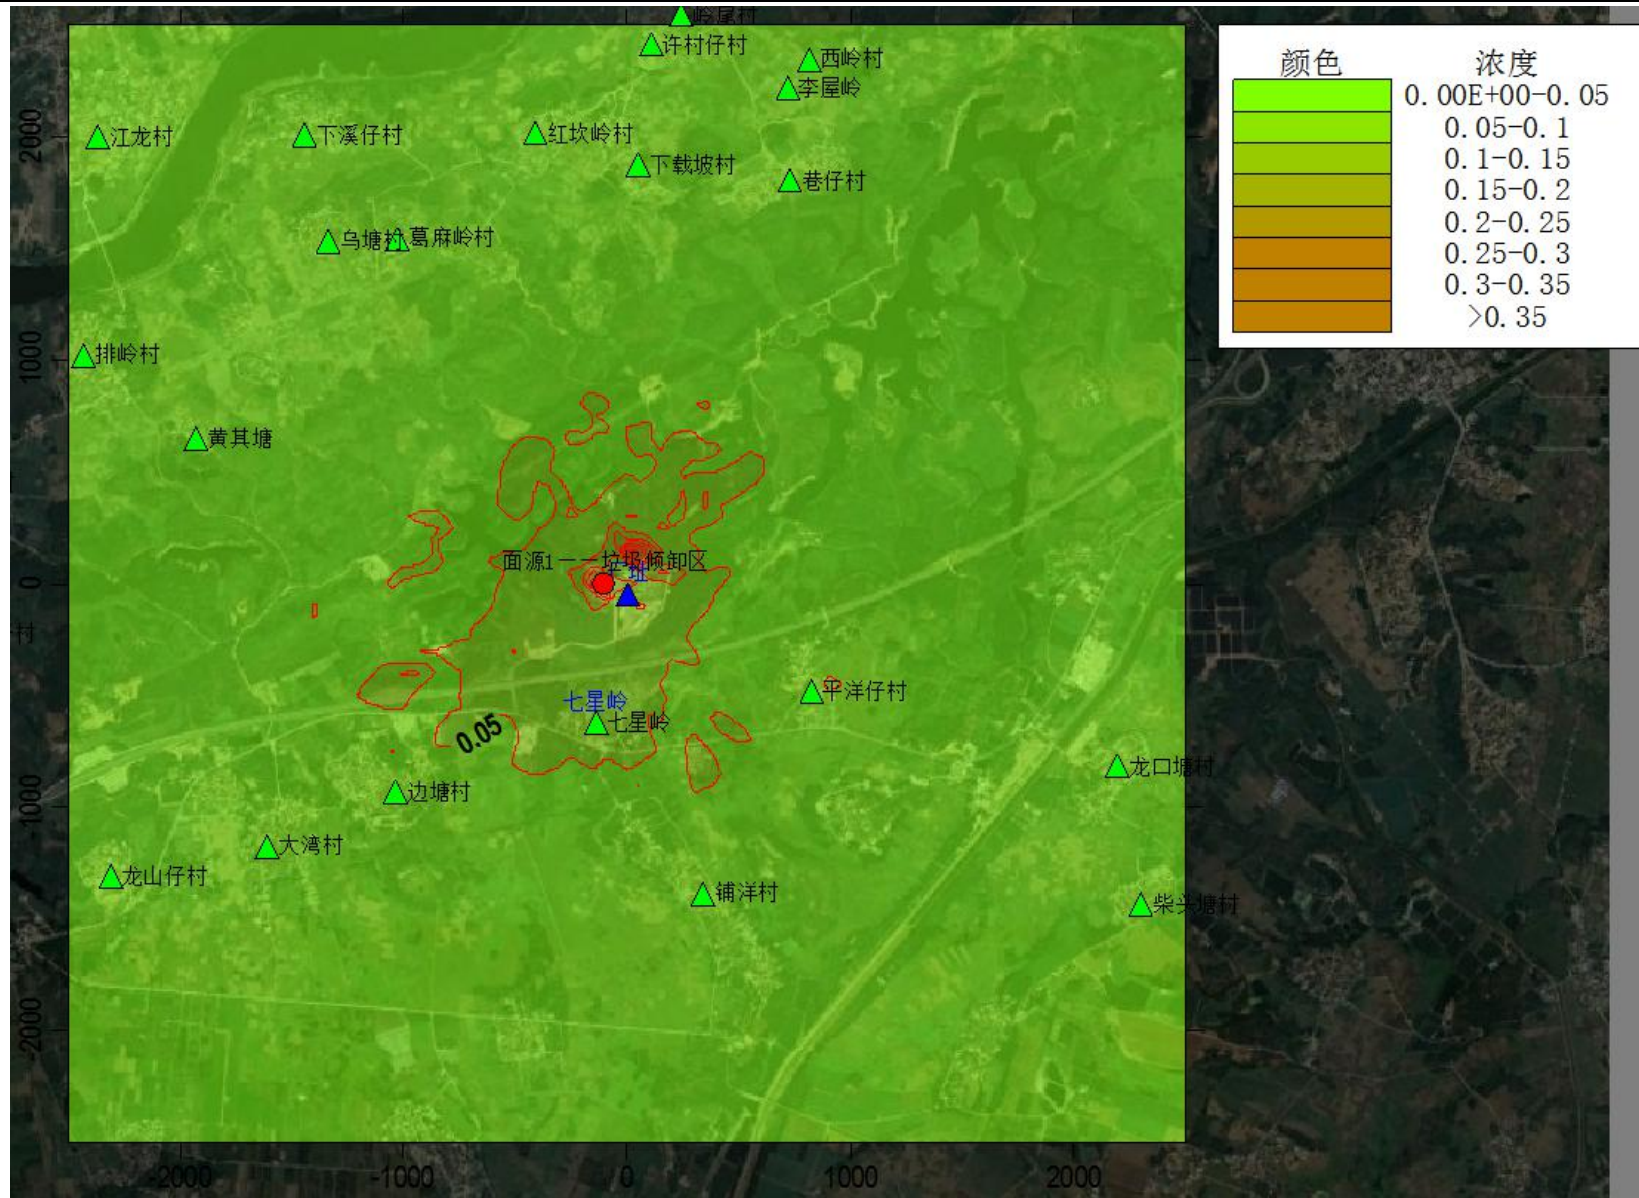 岭尾村
许村仔村
西岭村
李屋岭
江龙村
下溪仔村
红坎岭村
下载坡村
巷仔村
乌塘村
葛麻岭村
排岭村
黄其塘
面源1——垃圾倾卸区
厂址
村
七星岭
七星岭
平洋仔村
0.05
龙口塘村
边塘村
大湾村
龙山仔村
铺洋村
柴头塘村
2000
1000
0
-1000
-2000
-2000
-1000
0
1000
2000
颜色 浓度
0.00E+00-0.05
0.05-0.1
0.1-0.15
0.15-0.2
0.2-0.25
0.25-0.3
0.3-0.35
>0.35